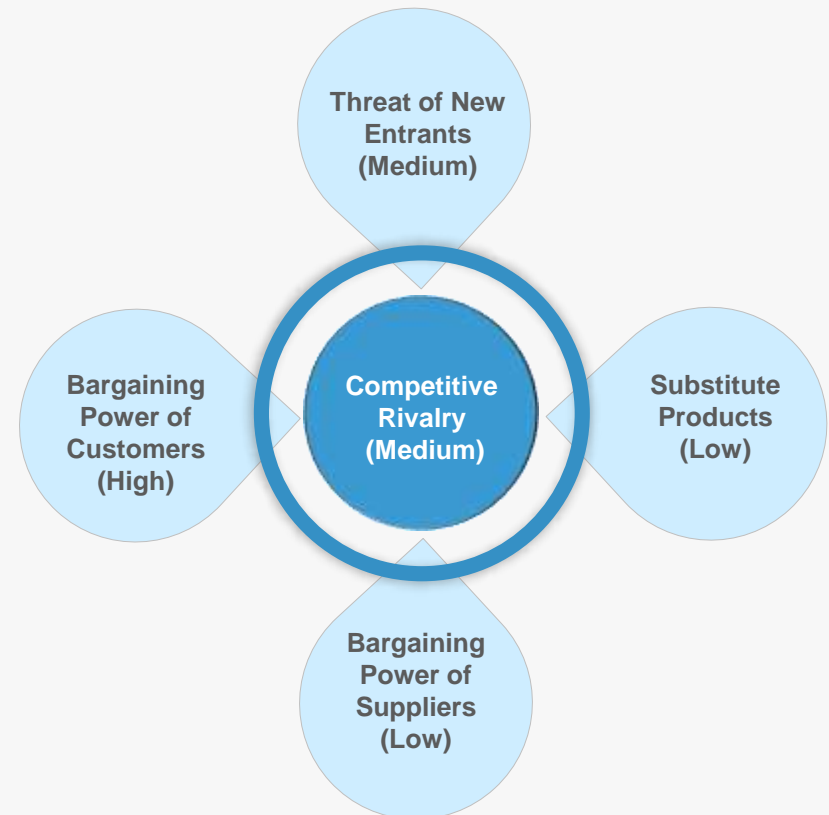 Threat of New
Entrants
(Medium)
Bargaining
Power of
Customers
(High)
Competitive
Rivalry
(Medium)
Substitute
Products
(Low)
Bargaining
Power of
Suppliers
(Low)